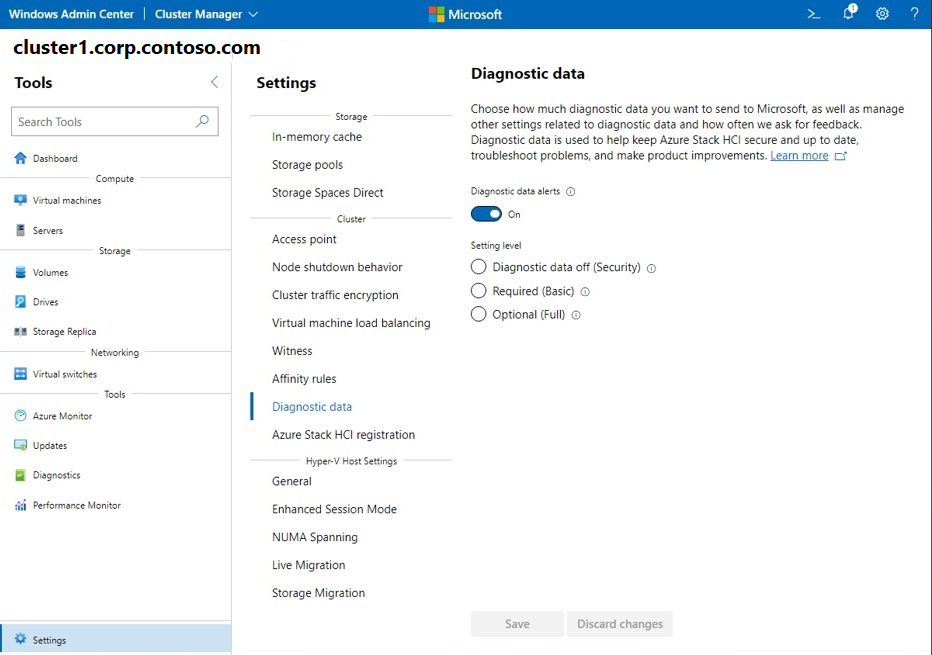 Windows Admin Center | Cluster Manager
Microsoft
1
cluster1.corp.contoso.com
Tools
Search Tools
Dashboard
Compute
Virtual machines
Servers
Storage
Volumes
Drives
Storage Replica
Networking
Virtual switches
Tools
Azure Monitor
Updates
Diagnostics
Performance Monitor
Settings
Settings
Storage
In-memory cache
Storage pools
Storage Spaces Direct
Cluster
Access point
Node shutdown behavior
Cluster traffic encryption
Virtual machine load balancing
Witness
Affinity rules
Diagnostic data
Azure Stack HCI registration
Hyper-V Host Settings
General
Enhanced Session Mode
NUMA Spanning
Live Migration
Storage Migration
Diagnostic data
Choose how much diagnostic data you want to send to Microsoft, as well as manage
other settings related to diagnostic data and how often we ask for feedback.
Diagnostic data is used to help keep Azure Stack HCI secure and up to date,
troubleshoot problems, and make product improvements. Learn more
Diagnostic data alerts
On
Setting level
Diagnostic data off (Security)
Required (Basic)
Optional (Full)
Save
Discard changes